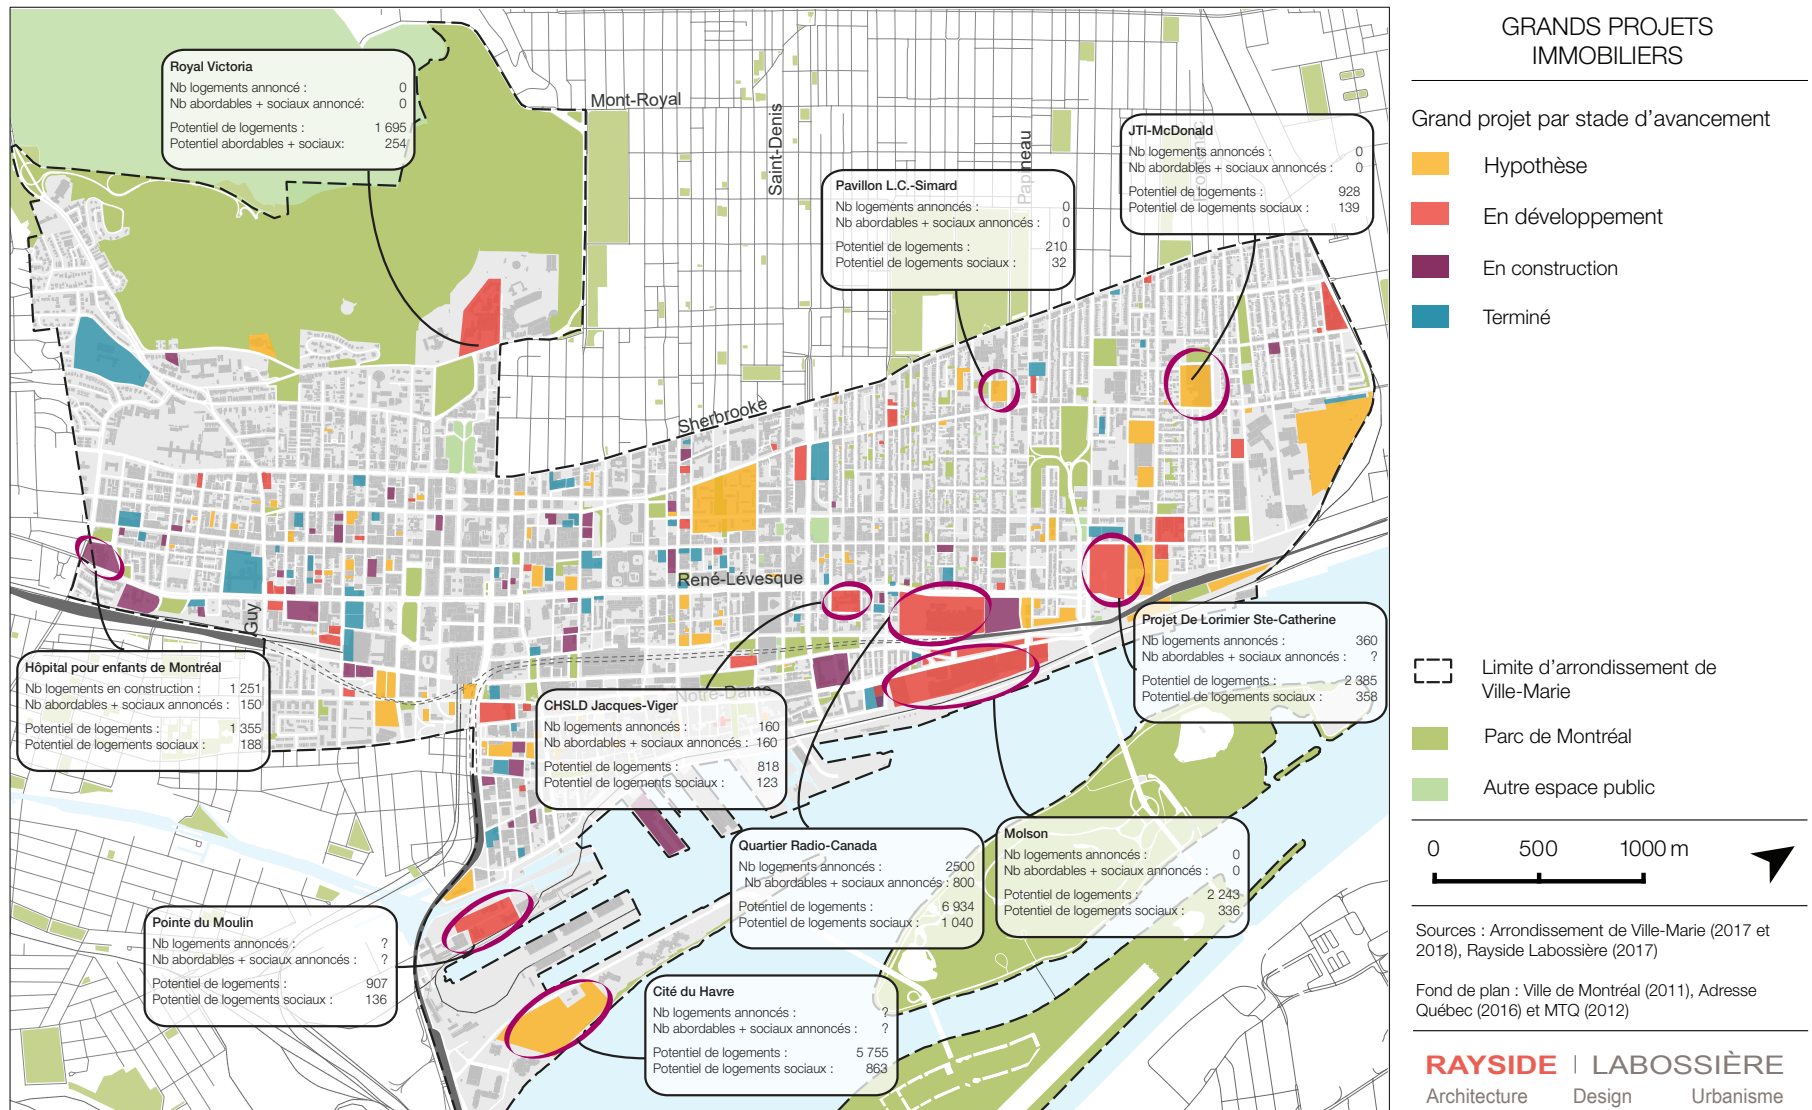 GRANDS PROJETS
IMMOBILIERS
Grand projet par stade d'avancement
Hypothèse
En développement
En construction
Terminé
Limite d'arrondissement de
Ville-Marie
Parc de Montréal
Autre espace public
0 500 1000 m
Sources : Arrondissement de Ville-Marie (2017 et
2018), Rayside Labossière (2017)
Fond de plan : Ville de Montréal (2011), Adresse
Québec (2016) et MTQ (2012)
RAYSIDE | LABOSSIÈRE
Architecture Design Urbanisme
Royal Victoria
Nb logements annoncé : 0
Nb abordables + sociaux annoncé: 0
Potentiel de logements : 1 695
Potentiel abordables + sociaux: 254
Mont-Royal
Saint-Denis
Papineau
Sherbrooke
René-Lévesque
Guy
Notre-Dame
JTI-McDonald
Nb logements annoncés : 0
Nb abordables + sociaux annoncés : 0
Potentiel de logements : 928
Potentiel de logements sociaux : 139
Pavillon L.C.-Simard
Nb logements annoncés : 0
Nb abordables + sociaux annoncés : 0
Potentiel de logements : 210
Potentiel de logements sociaux : 32
Projet De Lorimier Ste-Catherine
Nb logements annoncés : 360
Nb abordables + sociaux annoncés : ?
Potentiel de logements : 2 385
Potentiel de logements sociaux : 358
Hôpital pour enfants de Montréal
Nb logements en construction : 1 251
Nb abordables + sociaux annoncés : 150
Potentiel de logements : 1 355
Potentiel de logements sociaux : 188
CHSLD Jacques-Viger
Nb logements annoncés : 160
Nb abordables + sociaux annoncés : 160
Potentiel de logements : 818
Potentiel de logements sociaux : 123
Quartier Radio-Canada
Nb logements annoncés : 2500
Nb abordables + sociaux annoncés : 800
Potentiel de logements : 6 934
Potentiel de logements sociaux : 1 040
Molson
Nb logements annoncés : 0
Nb abordables + sociaux annoncés : 0
Potentiel de logements : 2 243
Potentiel de logements sociaux : 336
Pointe du Moulin
Nb logements annoncés : ?
Nb abordables + sociaux annoncés : ?
Potentiel de logements : 907
Potentiel de logements sociaux : 136
Cité du Havre
Nb logements annoncés : ?
Nb abordables + sociaux annoncés : ?
Potentiel de logements : 5 755
Potentiel de logements sociaux : 863